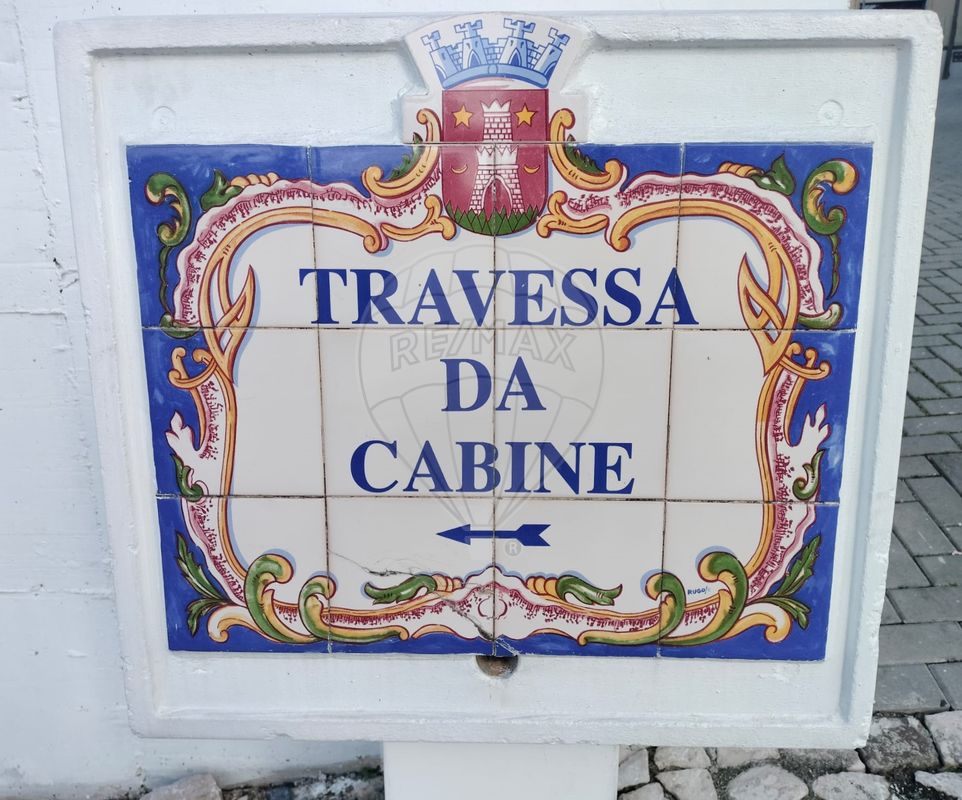 TRAVESSA
RE/MAX
DA
CABINE
®